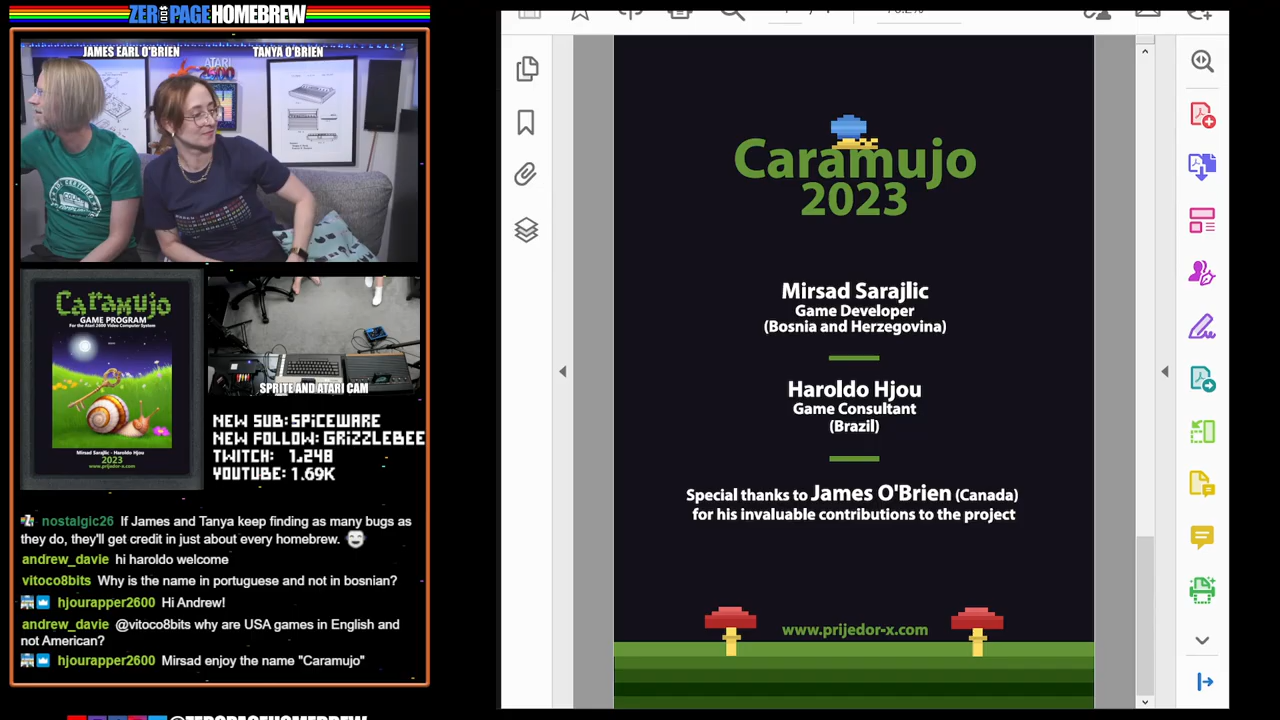 ZEROPAGEHOMEBREW
JAMES EARL O'BRIEN
TANYA O'BRIEN
ATARI
2600
Caramujo
GAME PROGRAM
For the Atari 2600 Video Computer System
Mirsad Sarajlic - Haroldo Hjou
2023
www.prijedor-x.com
SPRITE AND ATARI CAM
NEW SUB: SPICEWARE
NEW FOLLOW: GRIZZLEBEE
TWITCH: 1,248
YOUTUBE: 1.69K
nostalgic26 If James and Tanya keep finding as many bugs as
they do, they'll get credit in just about every homebrew.
andrew_davie hi haroldo welcome
vitoco8bits Why is the name in portuguese and not in bosnian?
hjourapper2600 Hi Andrew!
andrew_davie @vitoco8bits why are USA games in English and
not American?
hjourapper2600 Mirsad enjoy the name "Caramujo"
@ZEROPAGEHOMEBREW
Caramujo
2023
Mirsad Sarajlic
Game Developer
(Bosnia and Herzegovina)
Haroldo Hjou
Game Consultant
(Brazil)
Special thanks to James O'Brien (Canada)
for his invaluable contributions to the project
www.prijedor-x.com